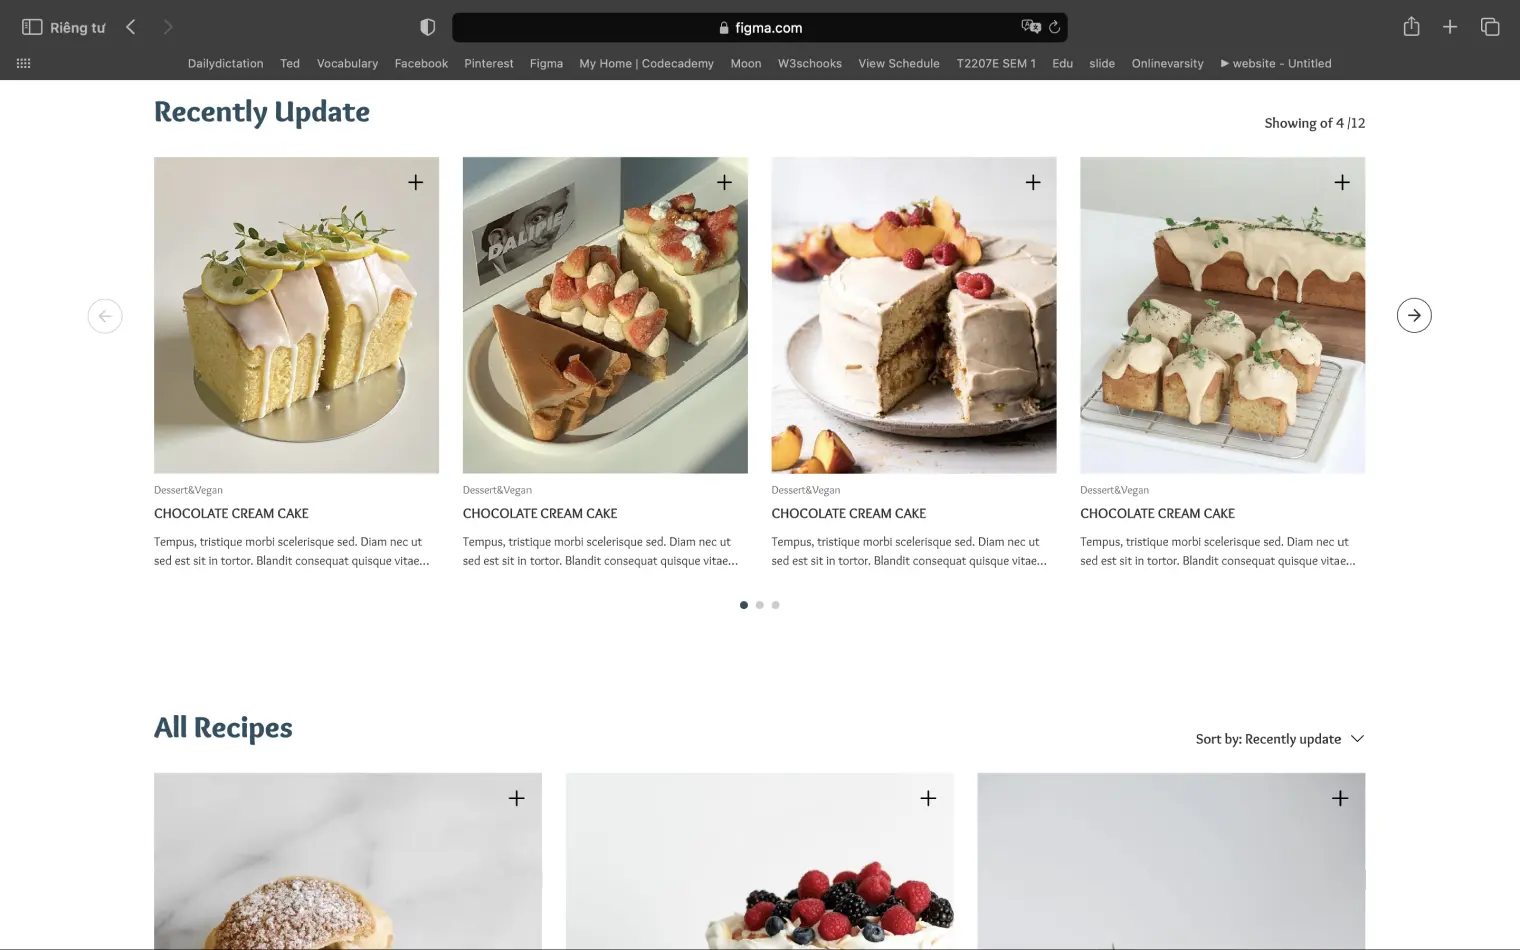 Riêng tư
figma.com
Dailydictation Ted Vocabulary Facebook Pinterest Figma My Home | Codecademy Moon W3schooks View Schedule T2207E SEM 1 Edu slide Onlinevarsity ▶ website - Untitled
Recently Update
Showing of 4 /12
DALIPIE
Dessert&Vegan
CHOCOLATE CREAM CAKE
Tempus, tristique morbi scelerisque sed. Diam nec ut
sed est sit in tortor. Blandit consequat quisque vitae...
Dessert&Vegan
CHOCOLATE CREAM CAKE
Tempus, tristique morbi scelerisque sed. Diam nec ut
sed est sit in tortor. Blandit consequat quisque vitae...
Dessert&Vegan
CHOCOLATE CREAM CAKE
Tempus, tristique morbi scelerisque sed. Diam nec ut
sed est sit in tortor. Blandit consequat quisque vitae...
Dessert&Vegan
CHOCOLATE CREAM CAKE
Tempus, tristique morbi scelerisque sed. Diam nec ut
sed est sit in tortor. Blandit consequat quisque vitae...
All Recipes
Sort by: Recently update